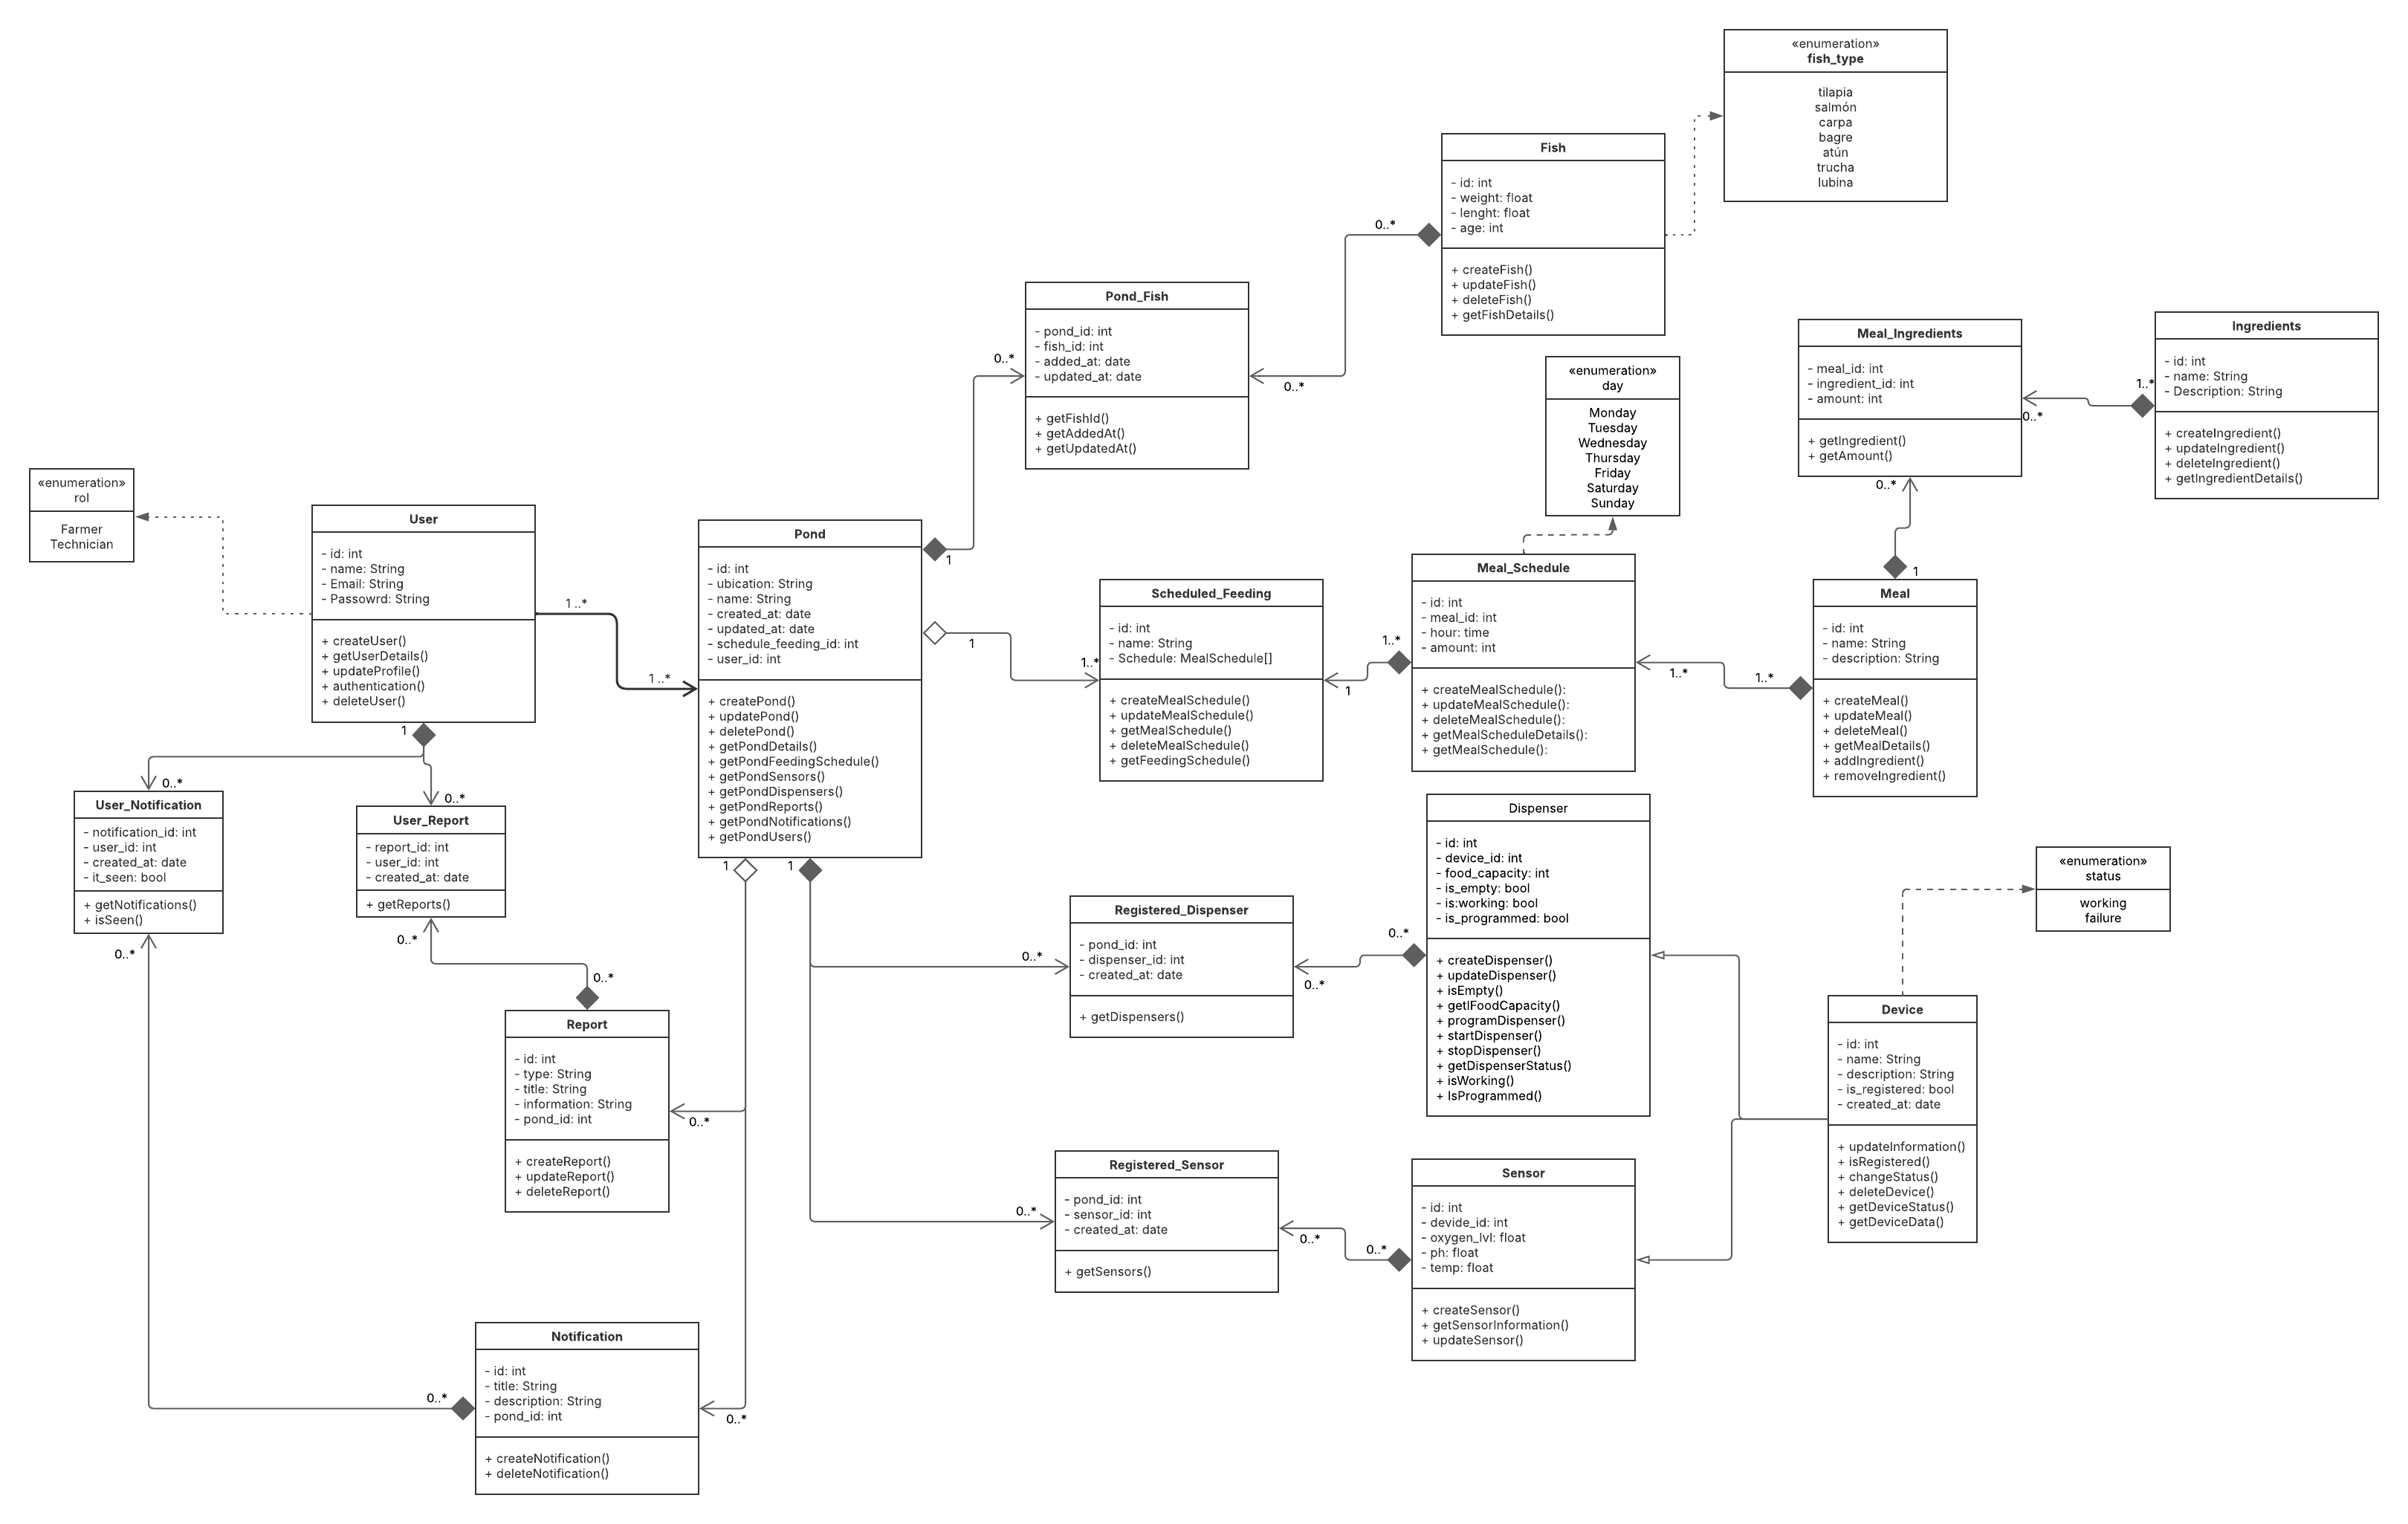 «enumeration»
fish_type
tilapia
salmón
carpa
bagre
atún
trucha
lubina
Fish
- id: int
- weight: float
- lenght: float
- age: int
+ createFish()
+ updateFish()
+ deleteFish()
+ getFishDetails()
0..*
0..*
Pond_Fish
- pond_id: int
- fish_id: int
- added_at: date
- updated_at: date
+ getFishId()
+ getAddedAt()
+ getUpdatedAt()
0..*
1
«enumeration»
day
Monday
Tuesday
Wednesday
Thursday
Friday
Saturday
Sunday
Meal_Ingredients
- meal_id: int
- ingredient_id: int
- amount: int
+ getIngredient()
+ getAmount()
0..*
1..*
0..*
1
Ingredients
- id: int
- name: String
- Description: String
+ createIngredient()
+ updateIngredient()
+ deleteIngredient()
+ getIngredientDetails()
«enumeration»
rol
Farmer
Technician
User
- id: int
- name: String
- Email: String
- Passowrd: String
+ createUser()
+ getUserDetails()
+ updateProfile()
+ authentication()
+ deleteUser()
1 ..*
1 ..*
1
0..*
0..*
Pond
- id: int
- ubication: String
- name: String
- created_at: date
- updated_at: date
- schedule_feeding_id: int
- user_id: int
+ createPond()
+ updatePond()
+ deletePond()
+ getPondDetails()
+ getPondFeedingSchedule()
+ getPondSensors()
+ getPondDispensers()
+ getPondReports()
+ getPondNotifications()
+ getPondUsers()
1
1..*
1
1
Scheduled_Feeding
- id: int
- name: String
- Schedule: MealSchedule[]
+ createMealSchedule()
+ updateMealSchedule()
+ getMealSchedule()
+ deleteMealSchedule()
+ getFeedingSchedule()
1
1..*
Meal_Schedule
- id: int
- meal_id: int
- hour: time
- amount: int
+ createMealSchedule():
+ updateMealSchedule():
+ deleteMealSchedule():
+ getMealScheduleDetails():
+ getMealSchedule():
1..*
1..*
Meal
- id: int
- name: String
- description: String
+ createMeal()
+ updateMeal()
+ deleteMeal()
+ getMealDetails()
+ addIngredient()
+ removeIngredient()
User_Notification
- notification_id: int
- user_id: int
- created_at: date
- it_seen: bool
+ getNotifications()
+ isSeen()
0..*
User_Report
- report_id: int
- user_id: int
- created_at: date
+ getReports()
0..*
0..*
Report
- id: int
- type: String
- title: String
- information: String
- pond_id: int
+ createReport()
+ updateReport()
+ deleteReport()
0..*
Registered_Dispenser
- pond_id: int
- dispenser_id: int
- created_at: date
+ getDispensers()
0..*
0..*
0..*
Dispenser
- id: int
- device_id: int
- food_capacity: int
- is_empty: bool
- is:working: bool
- is_programmed: bool
+ createDispenser()
+ updateDispenser()
+ isEmpty()
+ getlFoodCapacity()
+ programDispenser()
+ startDispenser()
+ stopDispenser()
+ getDispenserStatus()
+ isWorking()
+ IsProgrammed()
«enumeration»
status
working
failure
Device
- id: int
- name: String
- description: String
- is_registered: bool
- created_at: date
+ updateInformation()
+ isRegistered()
+ changeStatus()
+ deleteDevice()
+ getDeviceStatus()
+ getDeviceData()
Registered_Sensor
- pond_id: int
- sensor_id: int
- created_at: date
+ getSensors()
0..*
0..*
0..*
Sensor
- id: int
- devide_id: int
- oxygen_lvl: float
- ph: float
- temp: float
+ createSensor()
+ getSensorInformation()
+ updateSensor()
Notification
- id: int
- title: String
- description: String
- pond_id: int
+ createNotification()
+ deleteNotification()
0..*
0..*